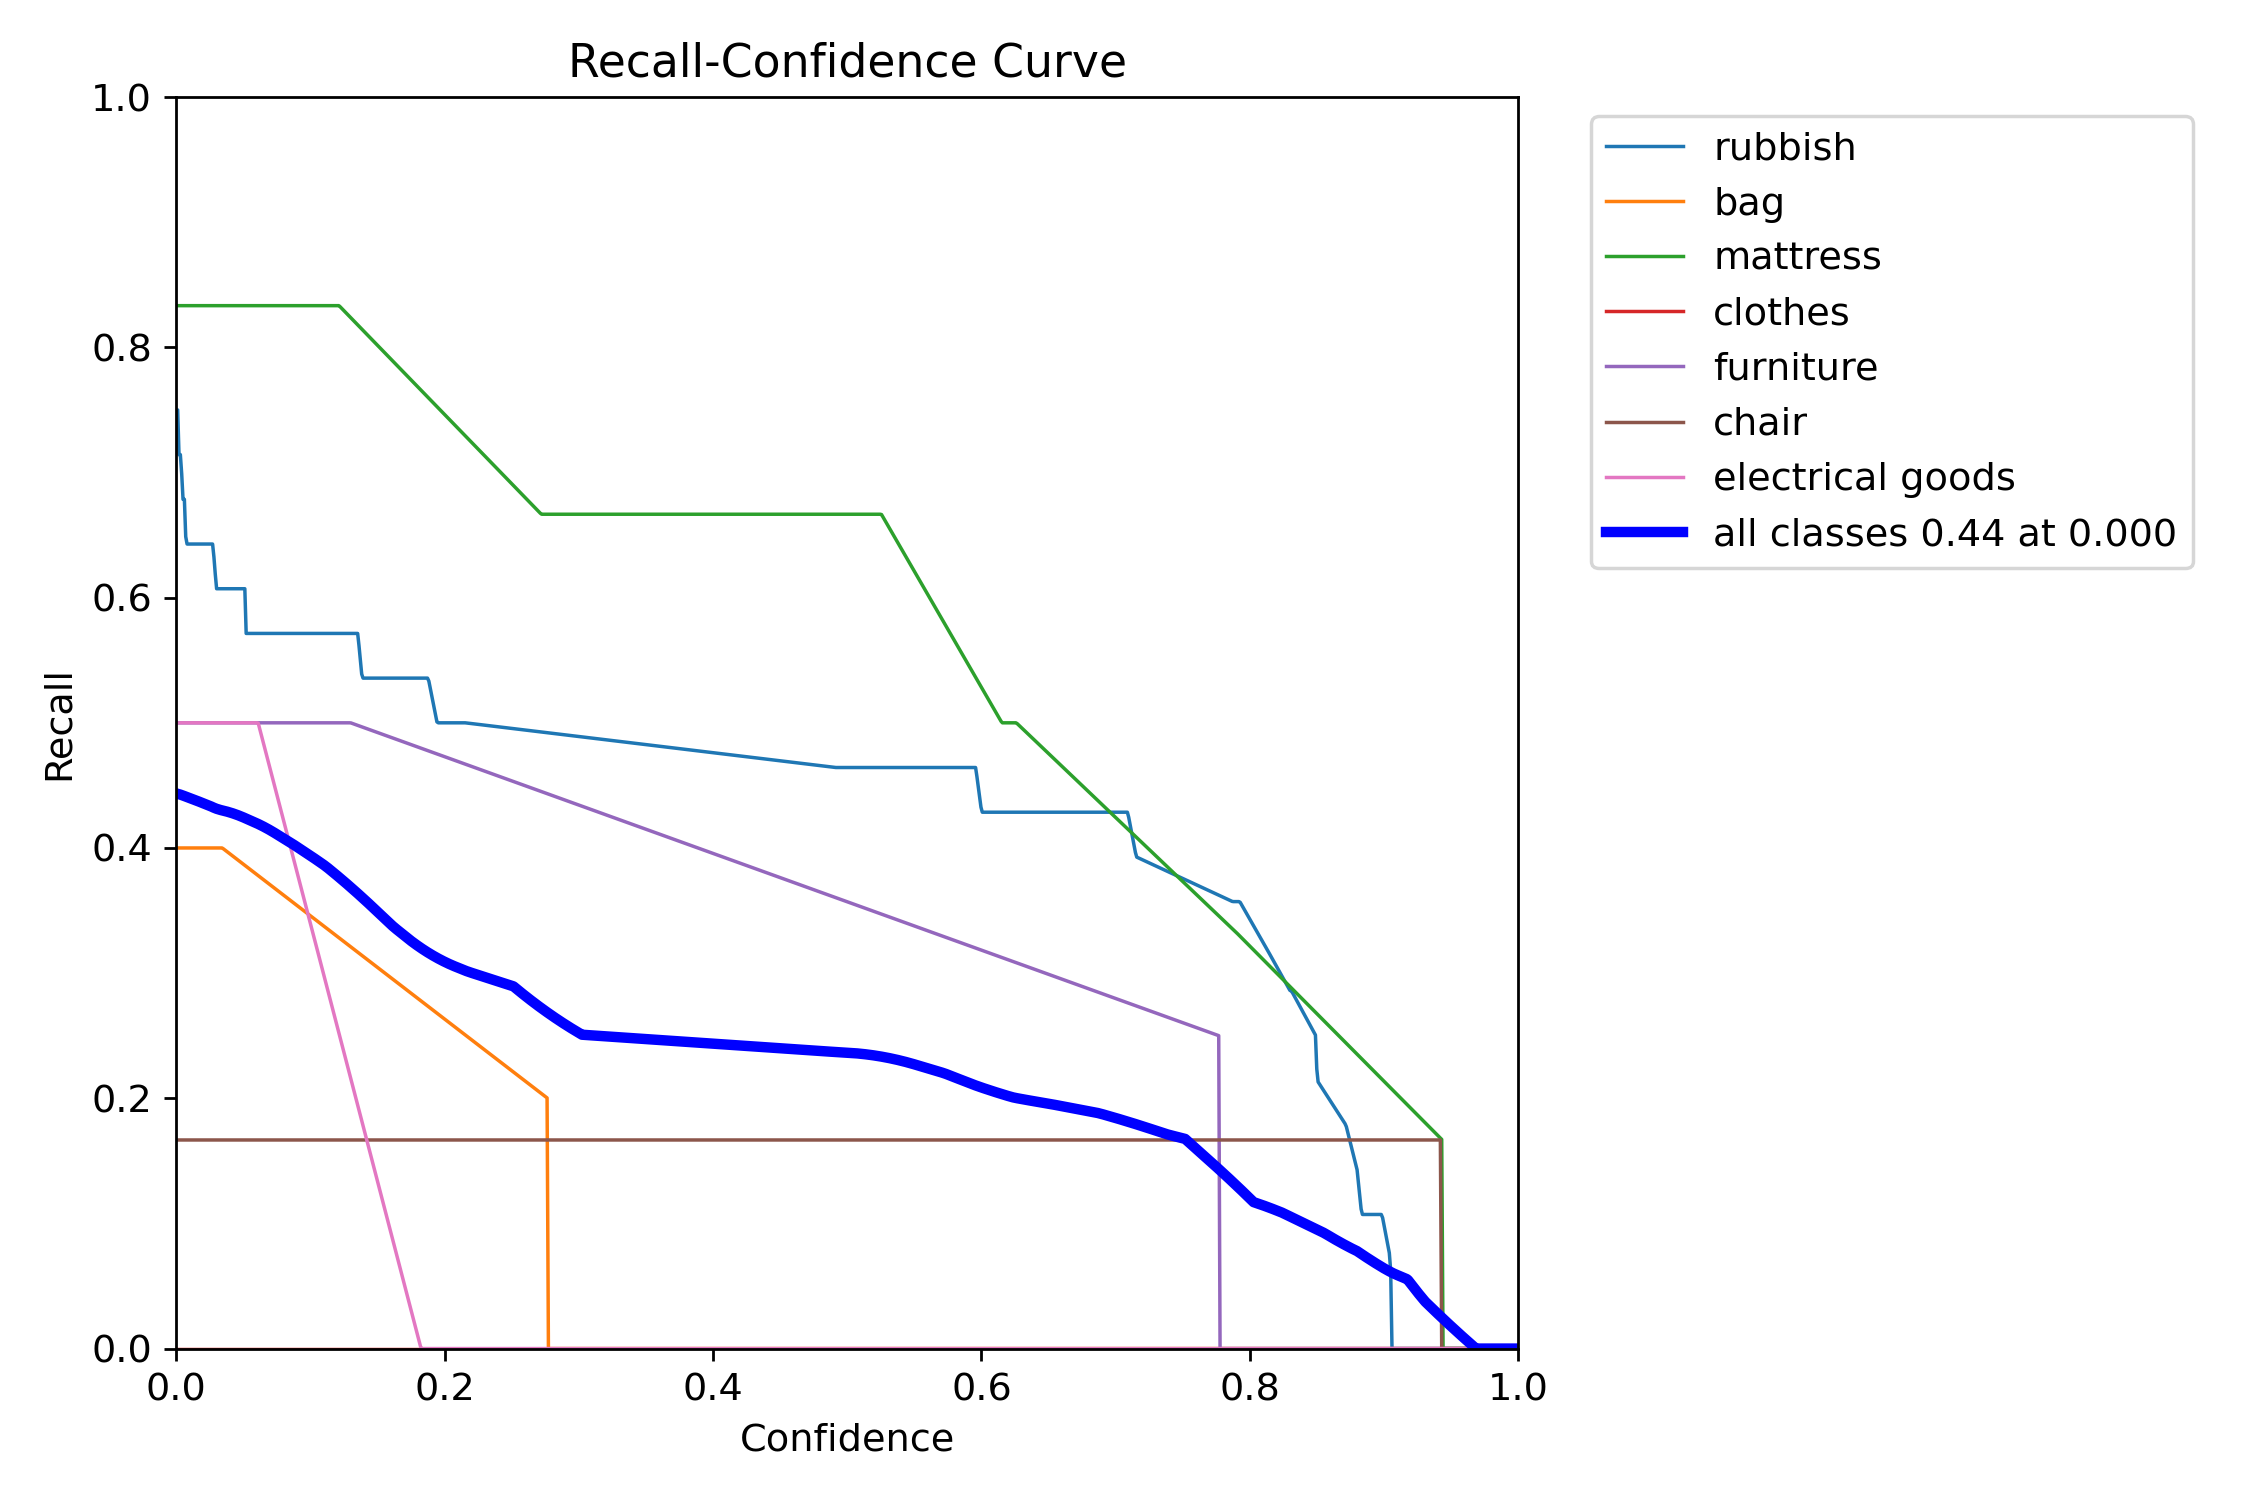 Recall-Confidence Curve
1.0
0.8
0.6
0.4
0.2
0.0
Recall
0.0 0.2 0.4 0.6 0.8 1.0
Confidence
rubbish
bag
mattress
clothes
furniture
chair
electrical goods
all classes 0.44 at 0.000